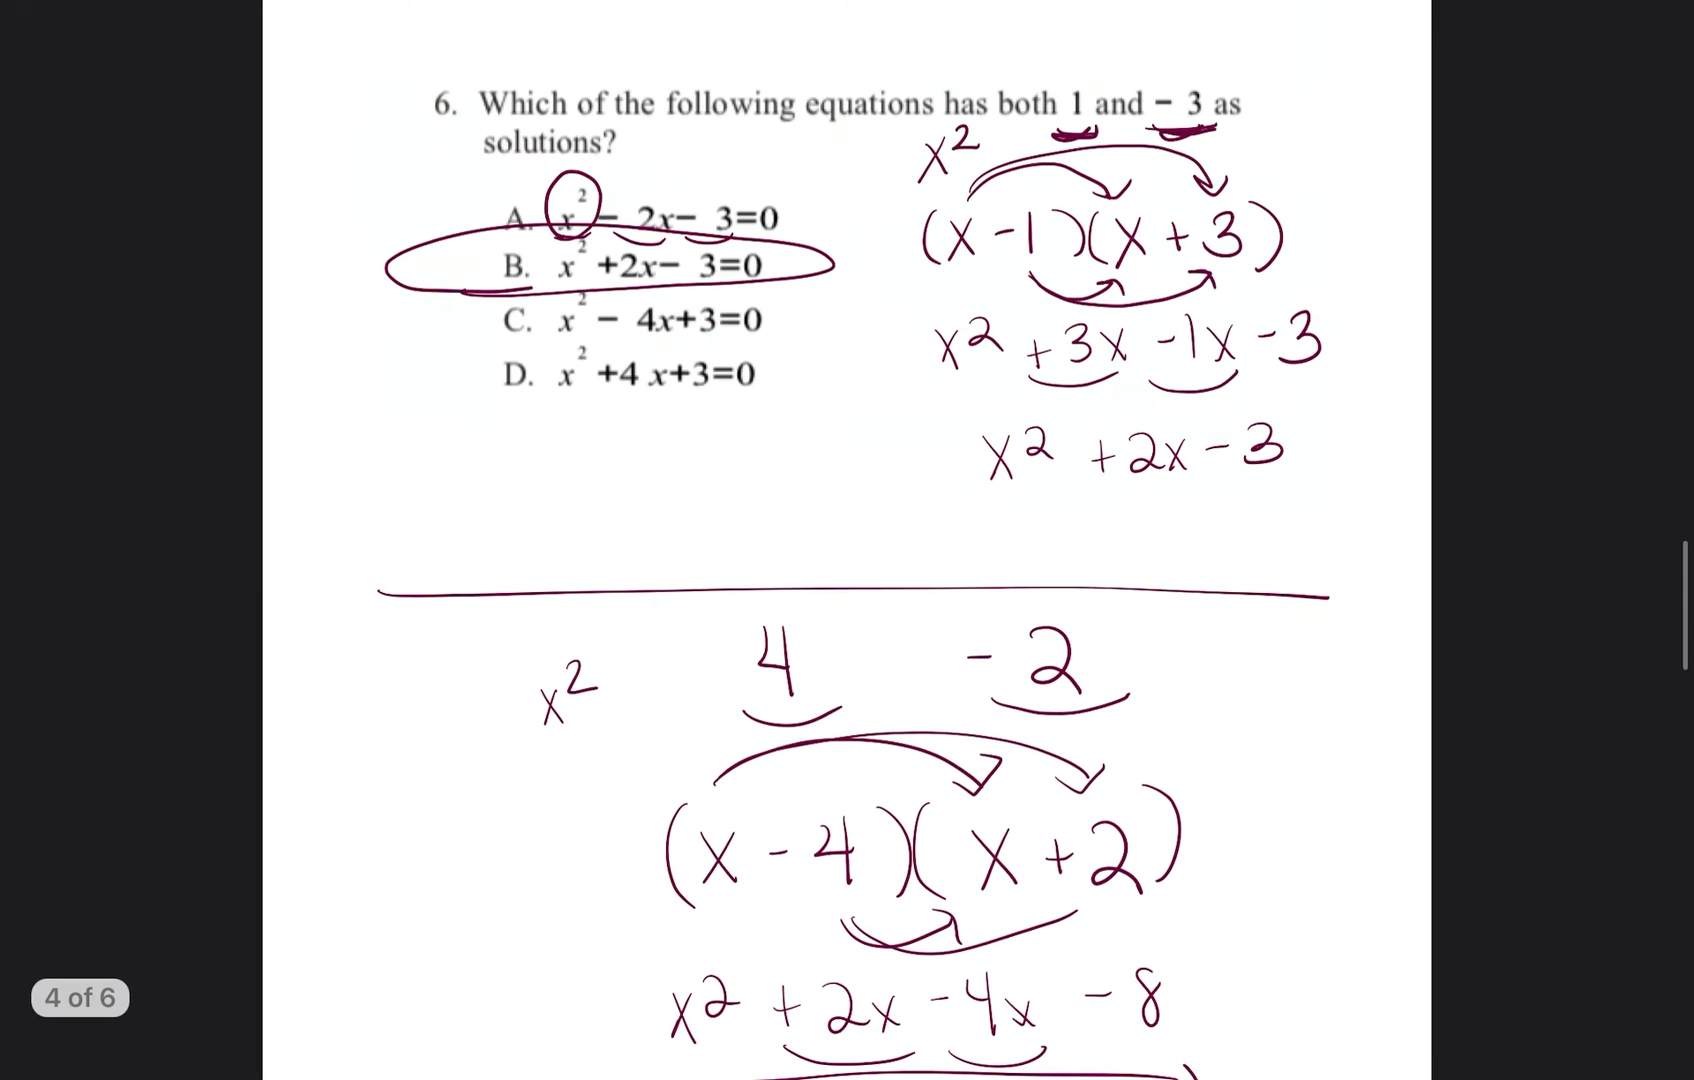 6. Which of the following equations has both 1 and − 3 as
solutions?
A. x² − 2x− 3=0
B. x² +2x− 3=0
C. x² − 4x+3=0
D. x² +4 x+3=0
x²
(x -1)(x +3)
x² +3x -1x -3
x² +2x -3
x² 4 -2
(x - 4)(x +2)
x² +2x -4x -8
4 of 6